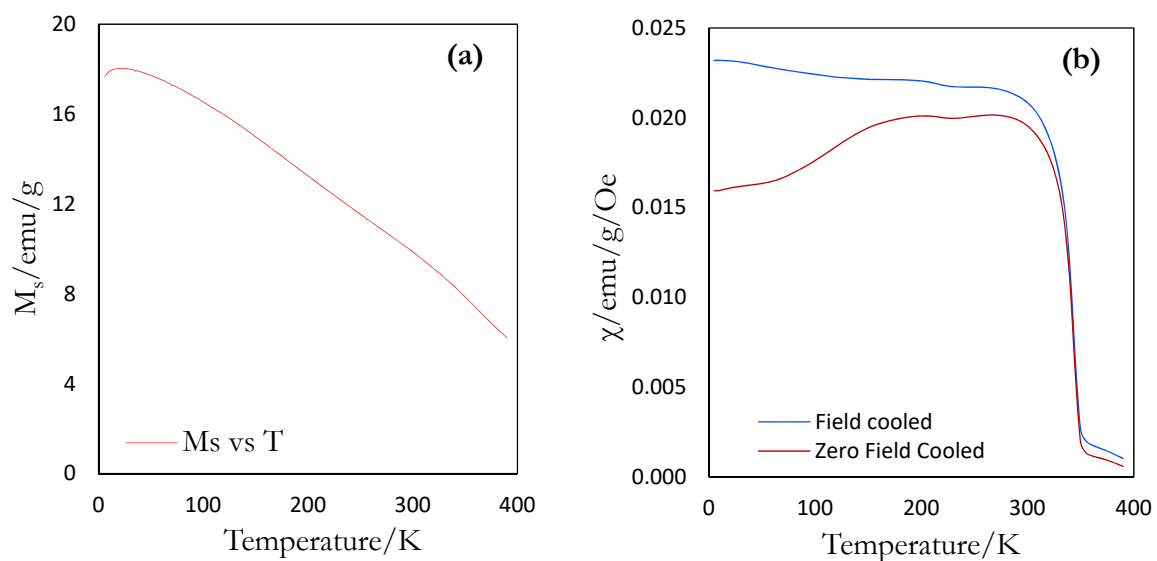 (a)
20
16
12
8
4
0
Mₛ/emu/g
Ms vs T
0 100 200 300 400
Temperature/K
(b)
0.025
0.020
0.015
0.010
0.005
0.000
χ/emu/g/Oe
Field cooled
Zero Field Cooled
0 100 200 300 400
Temperature/K